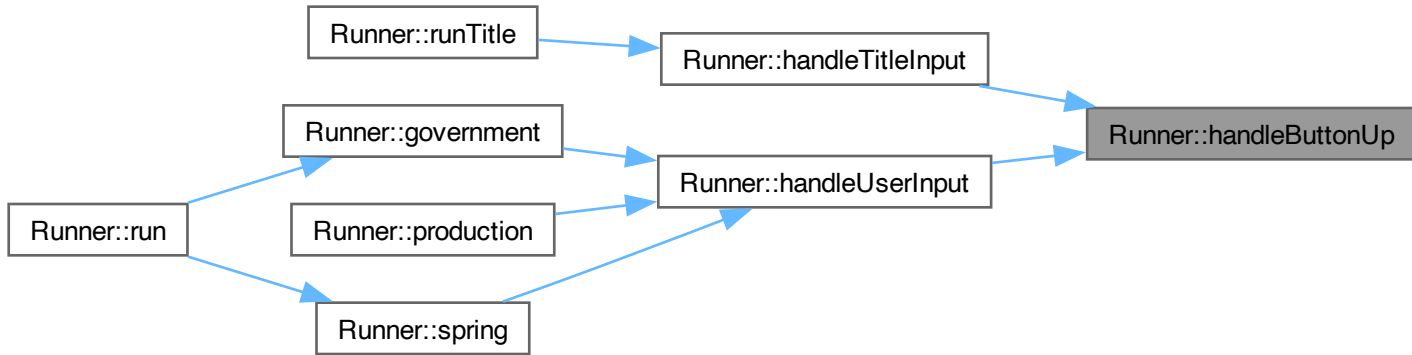 Runner::runTitle
Runner::handleTitleInput
Runner::government
Runner::handleButtonUp
Runner::handleUserInput
Runner::run
Runner::production
Runner::spring